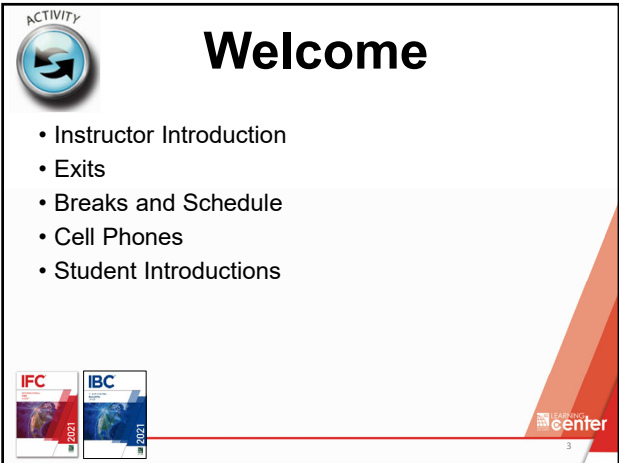 ACTIVITY
Welcome
• Instructor Introduction
• Exits
• Breaks and Schedule
• Cell Phones
• Student Introductions
IFC
IBC
2021
2021
LEARNING
center
3